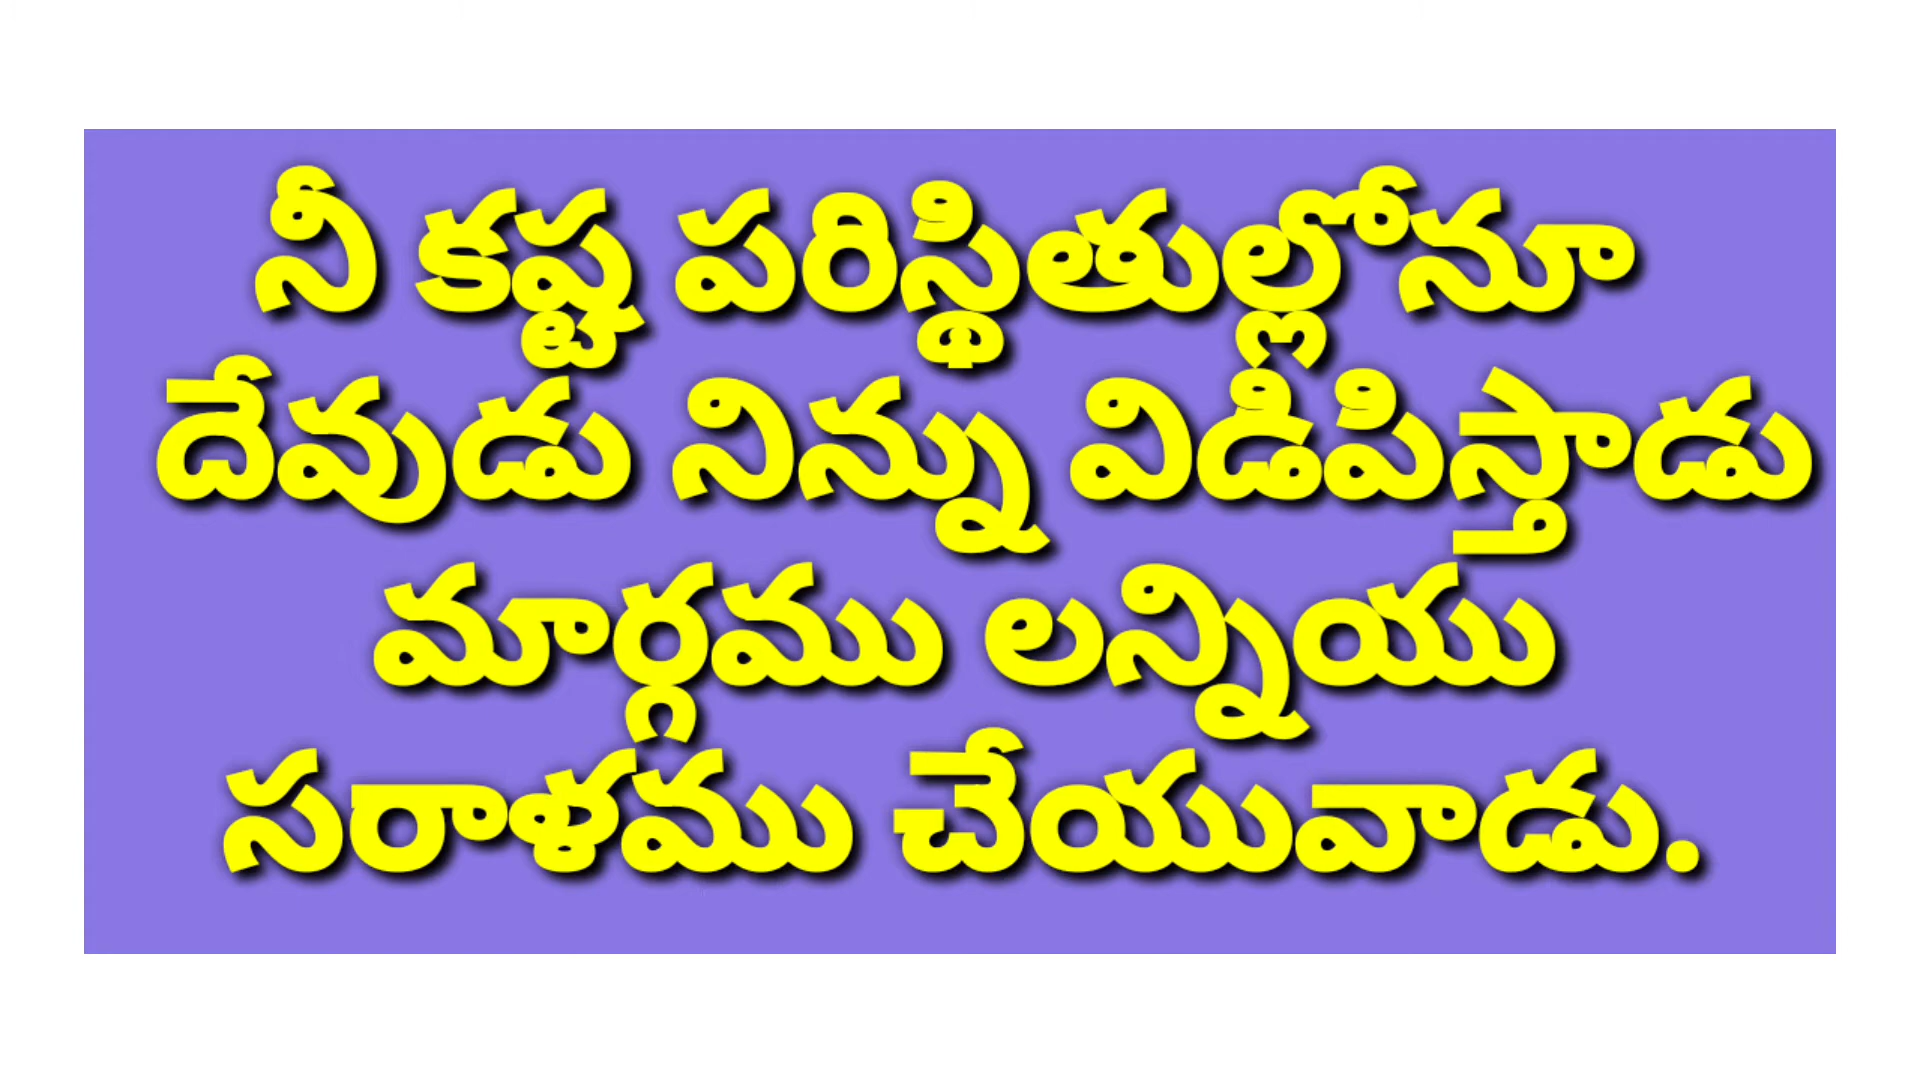 నీ కష్ట పరిస్థితుల్లోనూ
దేవుడు నిన్ను విడిపిస్తాడు
మార్గము లన్నియు
సరాళము చేయువాడు.